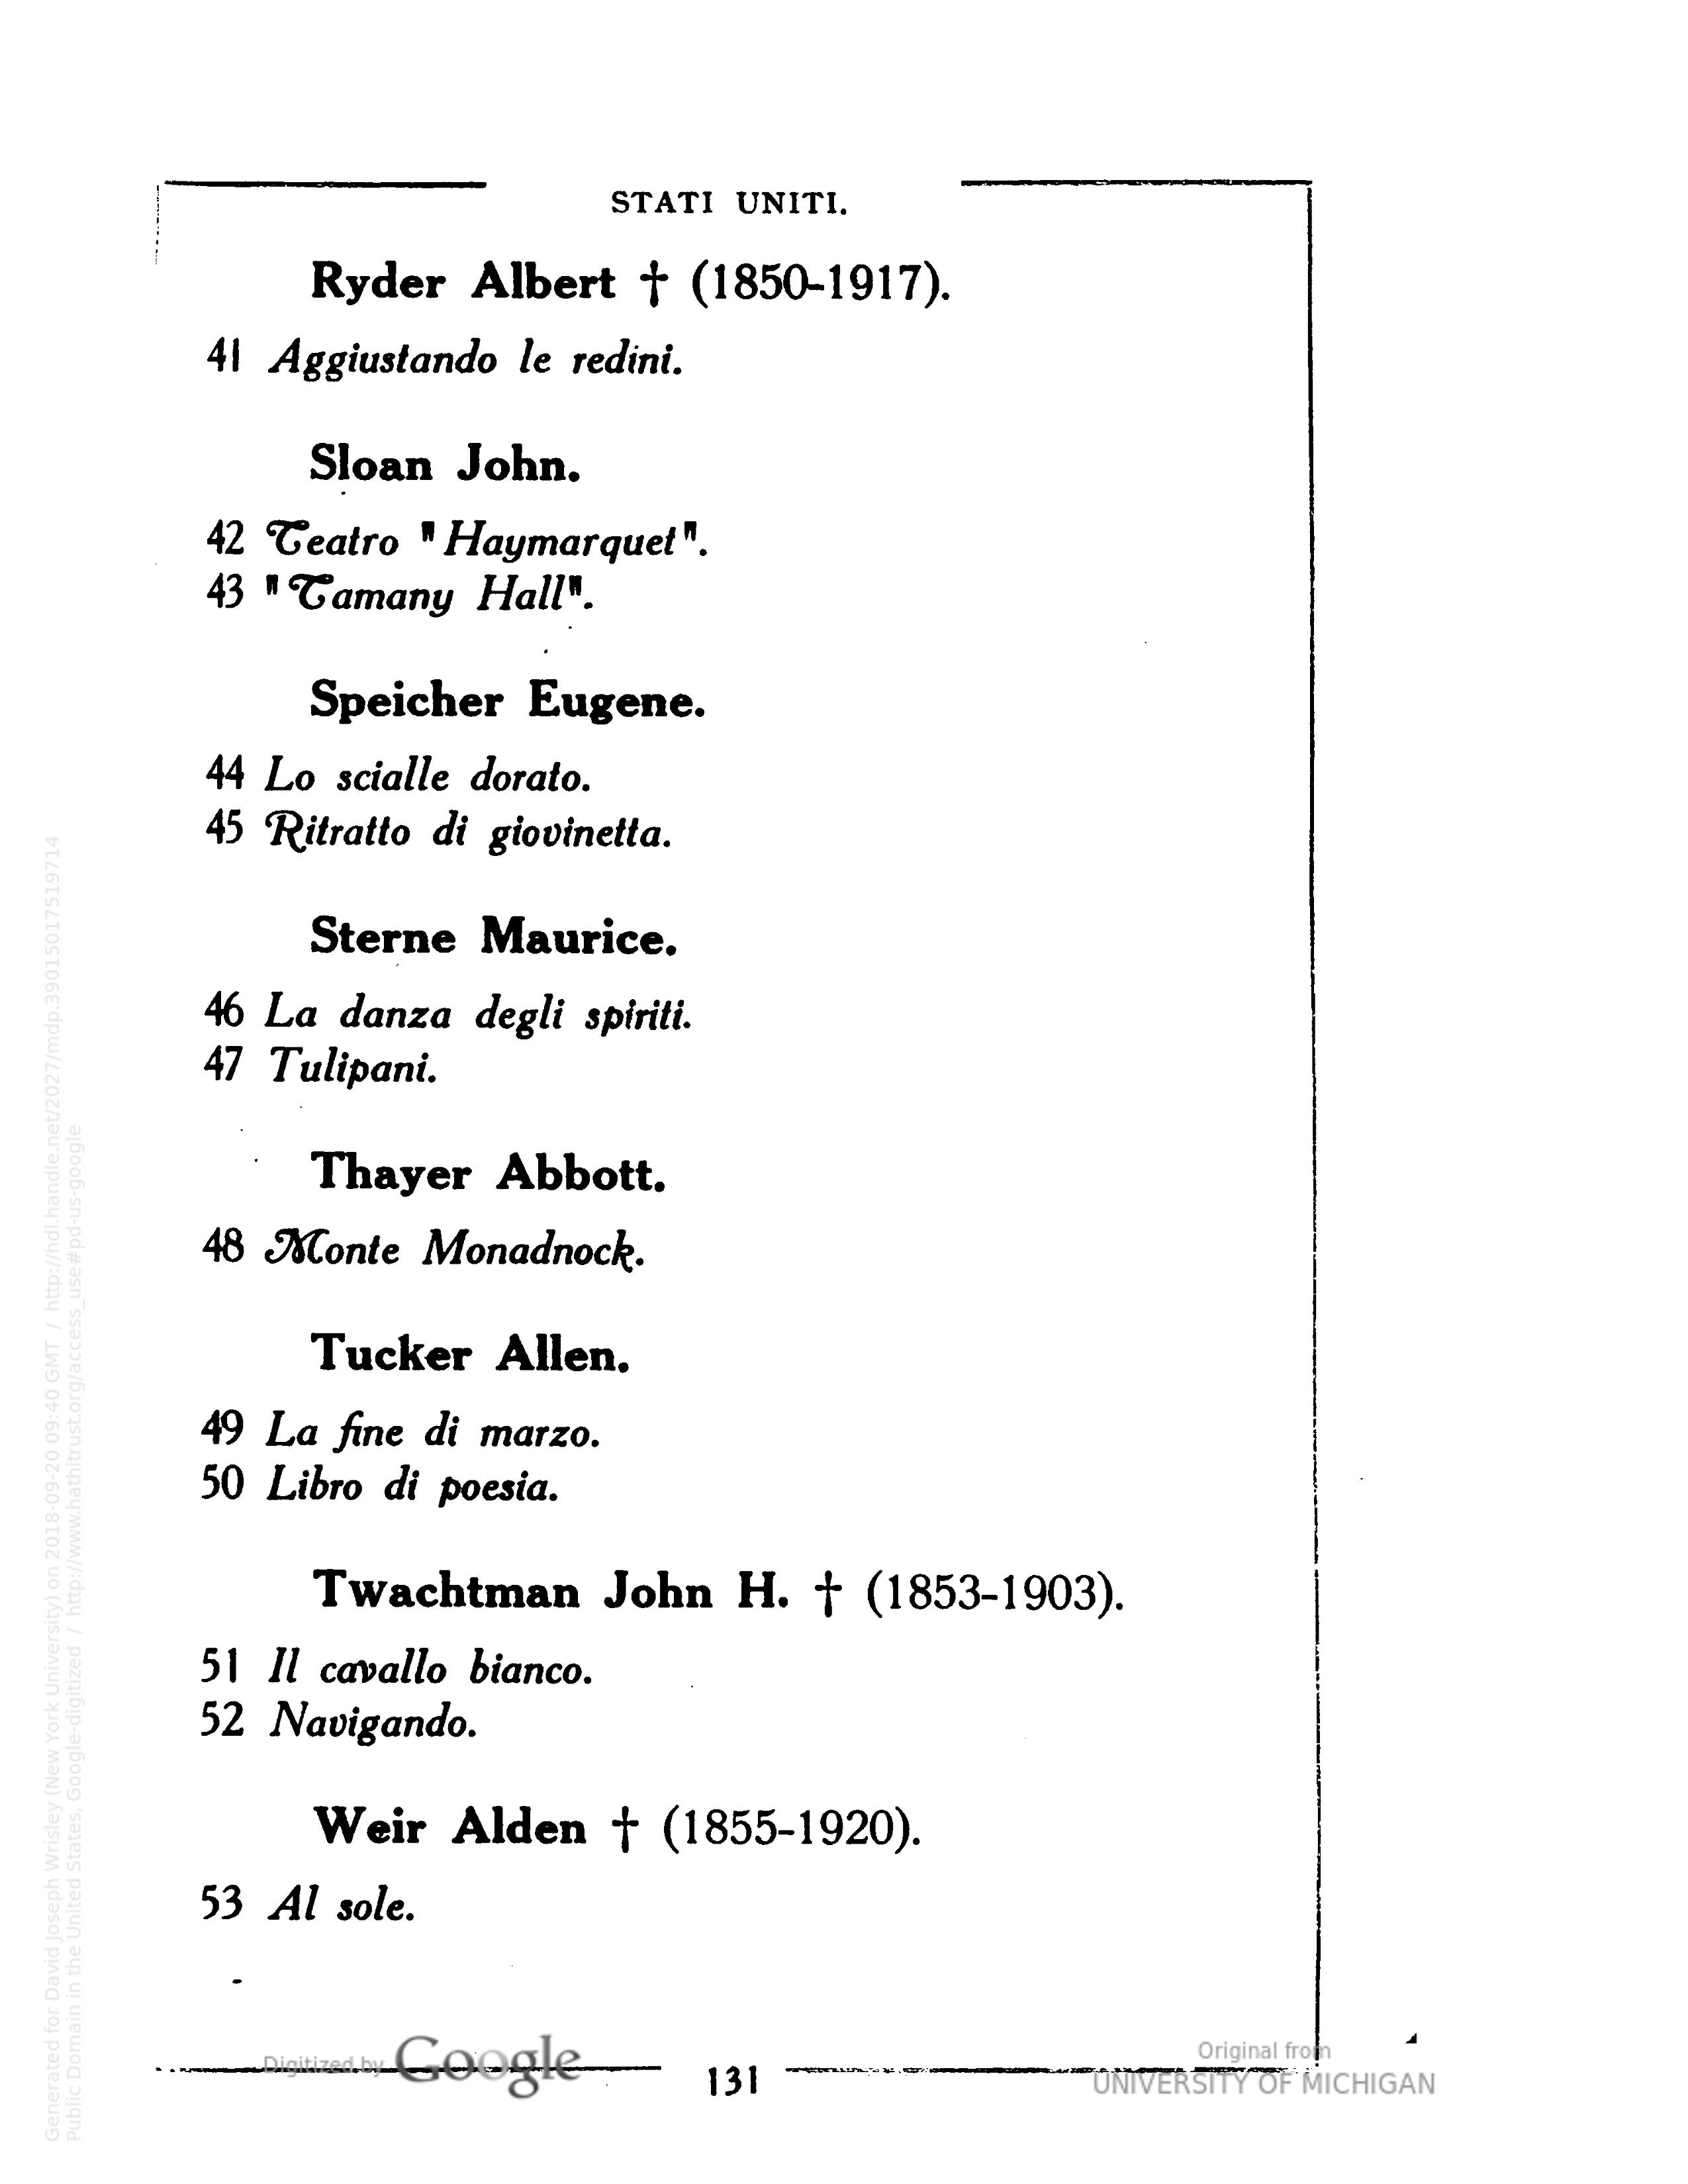 STATI UNITI.
Ryder Albert † (1850-1917).
41 Aggiustando le redini.
Sloan John.
42 Teatro "Haymarquet".
43 "Tamany Hall".
Speicher Eugene.
44 Lo scialle dorato.
45 Ritratto di giovinetta.
Sterne Maurice.
46 La danza degli spiriti.
47 Tulipani.
Thayer Abbott.
48 Monte Monadnock.
Tucker Allen.
49 La fine di marzo.
50 Libro di poesia.
Twachtman John H. † (1853-1903).
51 Il cavallo bianco.
52 Navigando.
Weir Alden † (1855-1920).
53 Al sole.
131
Digitized by Google
Original from
UNIVERSITY OF MICHIGAN
Generated for David Joseph Wrisley (New York University) on 2018-09-20 09:40 GMT / http://hdl.handle.net/2027/mdp.39015017519714
Public Domain in the United States, Google-digitized / http://www.hathitrust.org/access_use#pd-us-google